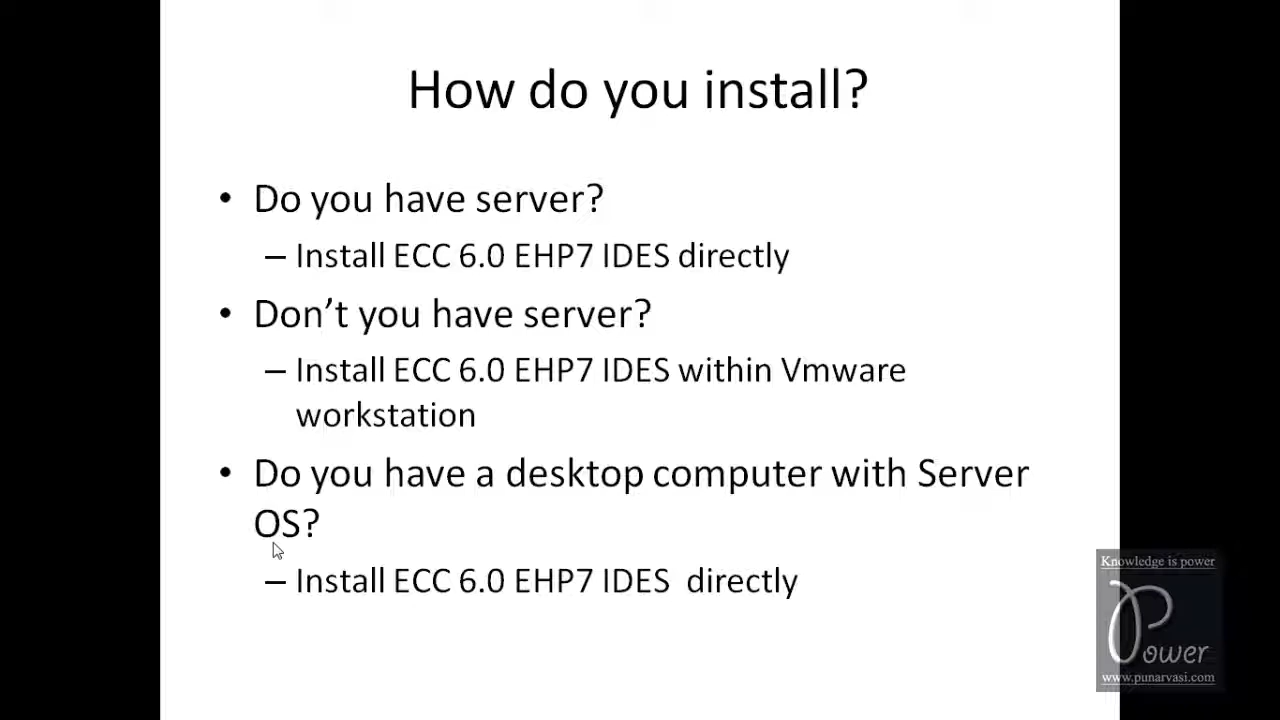 How do you install?
• Do you have server?
– Install ECC 6.0 EHP7 IDES directly
• Don’t you have server?
– Install ECC 6.0 EHP7 IDES within Vmware
workstation
• Do you have a desktop computer with Server
OS?
– Install ECC 6.0 EHP7 IDES  directly
Knowledge is power
Power
www.punarvasi.com